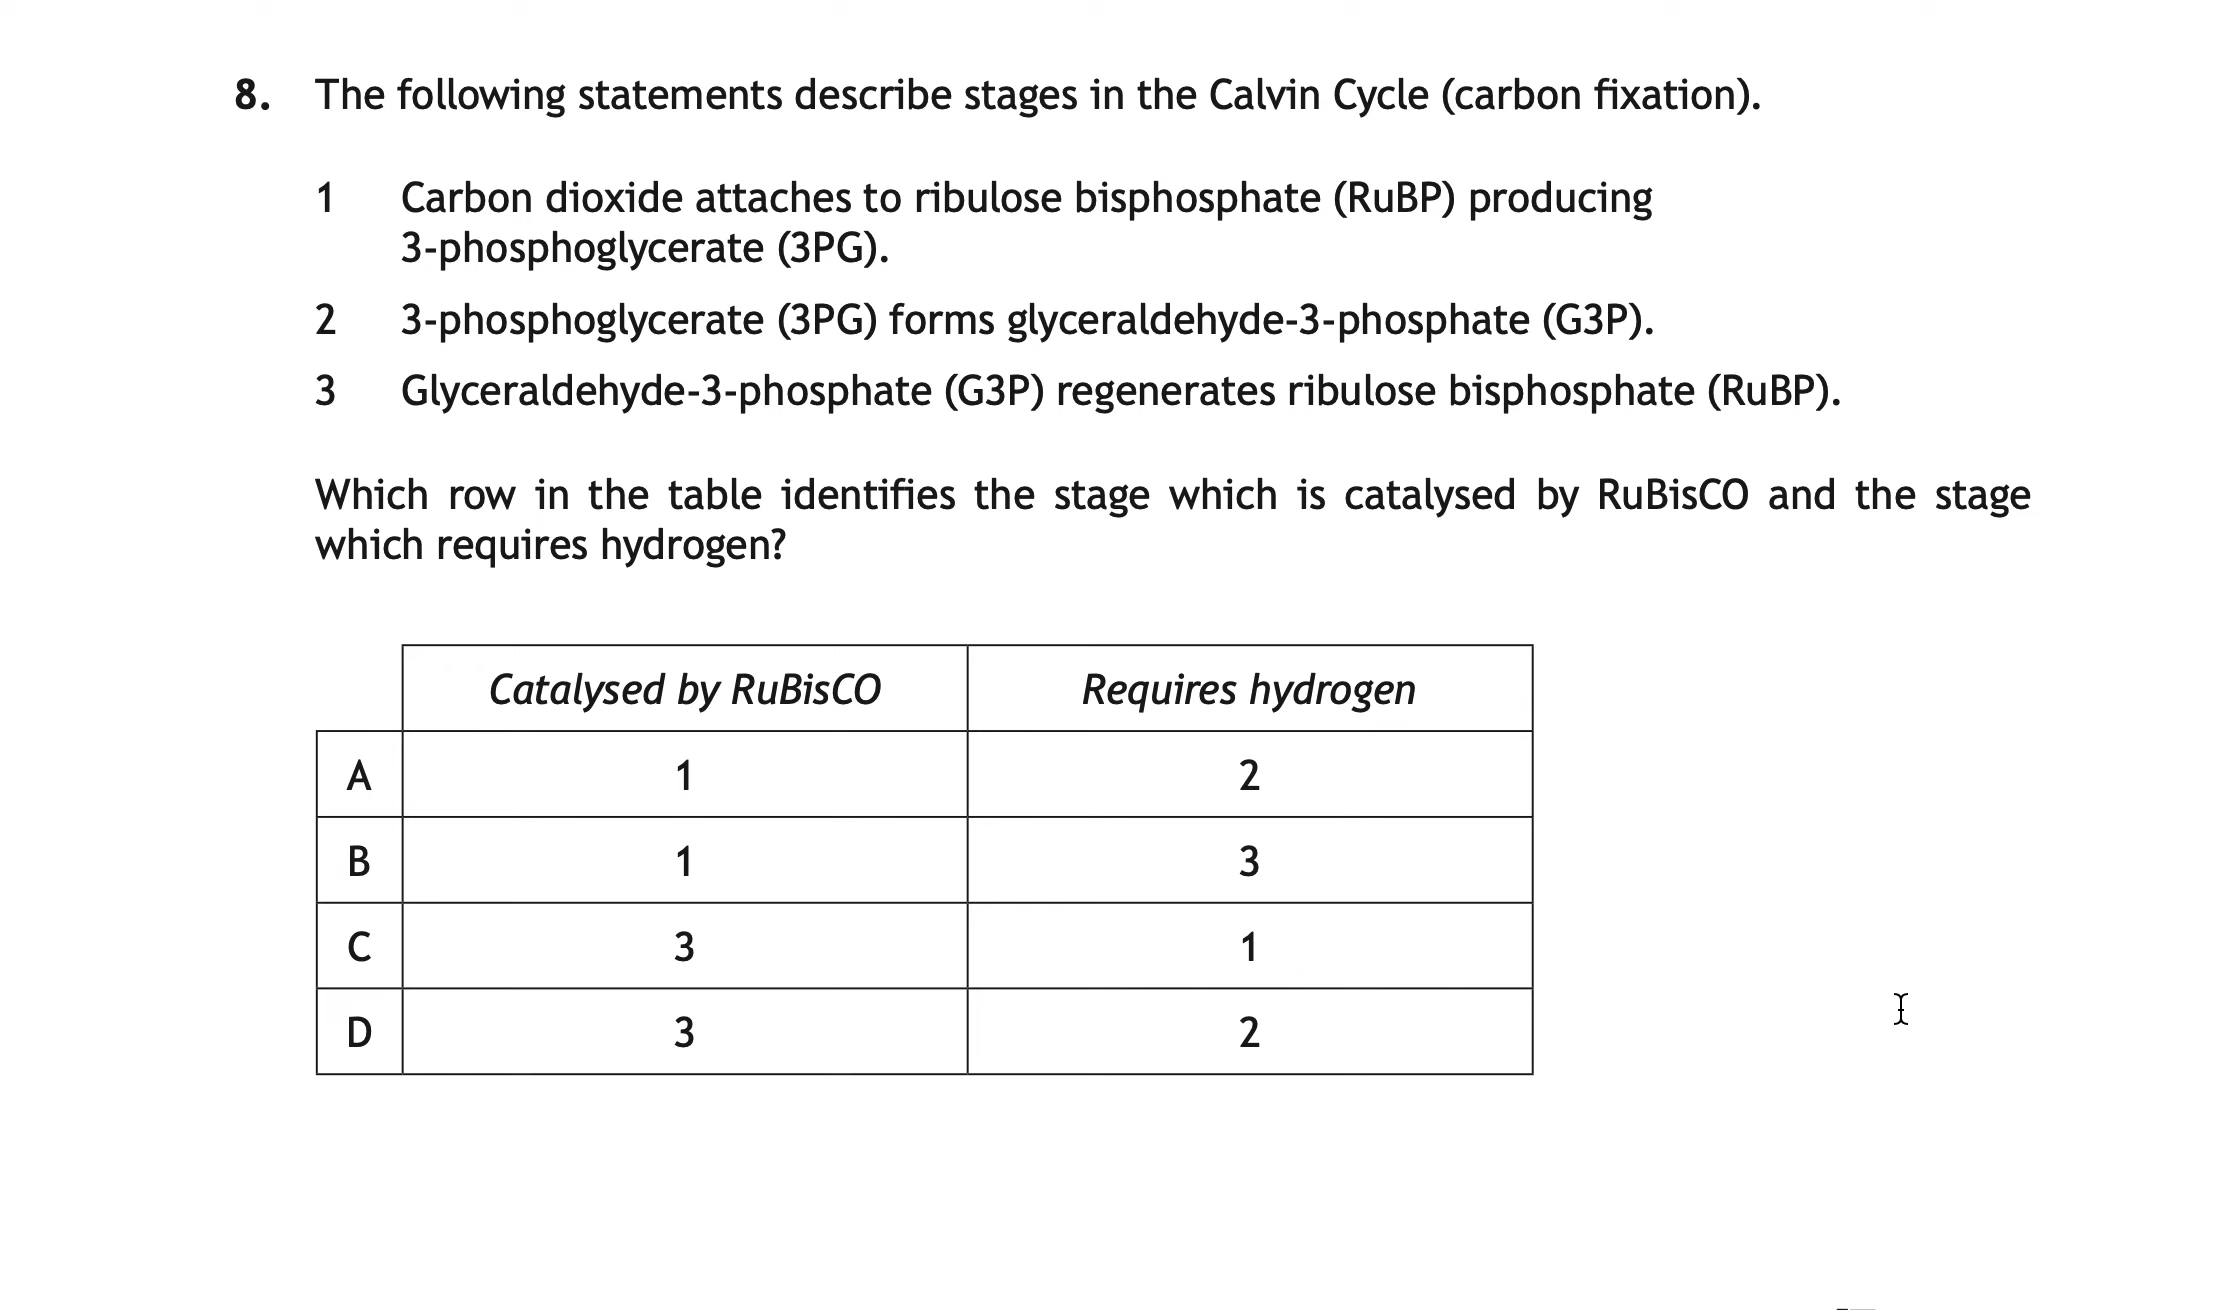 8. The following statements describe stages in the Calvin Cycle (carbon fixation).
1 Carbon dioxide attaches to ribulose bisphosphate (RuBP) producing
3-phosphoglycerate (3PG).
2 3-phosphoglycerate (3PG) forms glyceraldehyde-3-phosphate (G3P).
3 Glyceraldehyde-3-phosphate (G3P) regenerates ribulose bisphosphate (RuBP).
Which row in the table identifies the stage which is catalysed by RuBisCO and the stage
which requires hydrogen?
Catalysed by RuBisCO Requires hydrogen
A 1 2
B 1 3
C 3 1
D 3 2